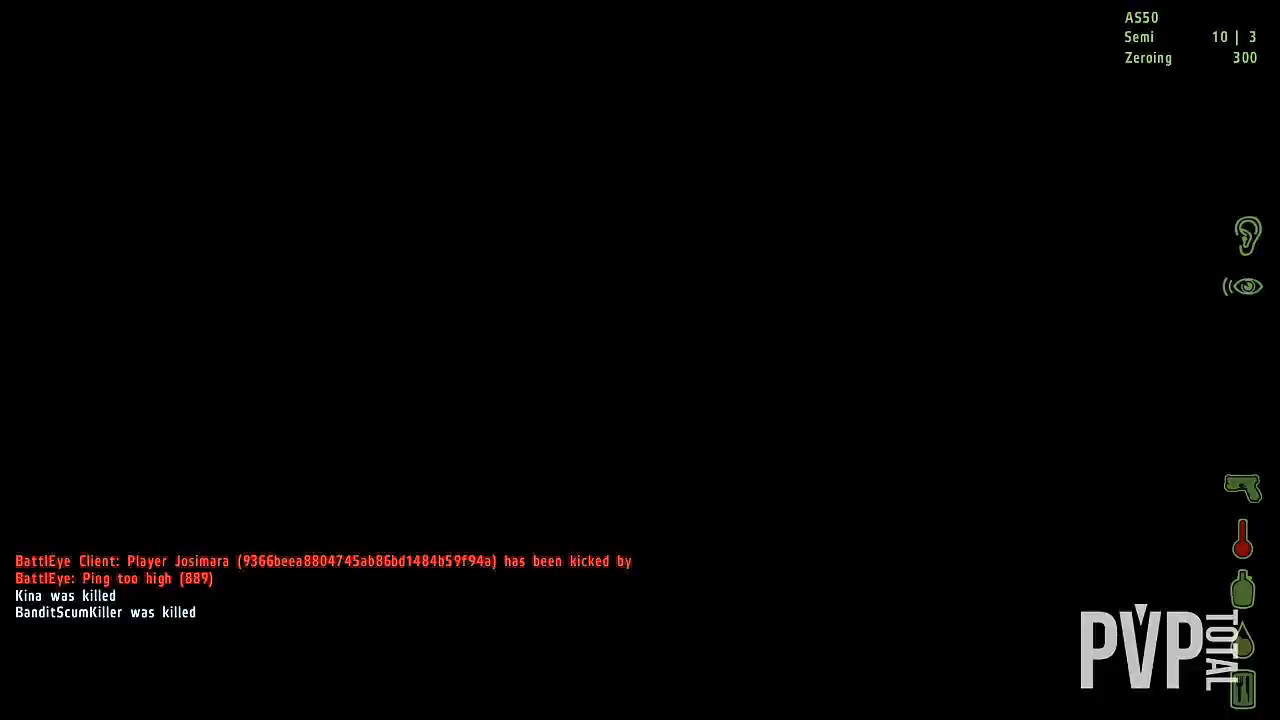 AS50
Semi 10 | 3
Zeroing 300
BattlEye Client: Player Josimara (9366beea8804745ab86bd1484b59f94a) has been kicked by
BattlEye: Ping too high (889)
Kina was killed
BanditScumKiller was killed
PVP
TOTAL